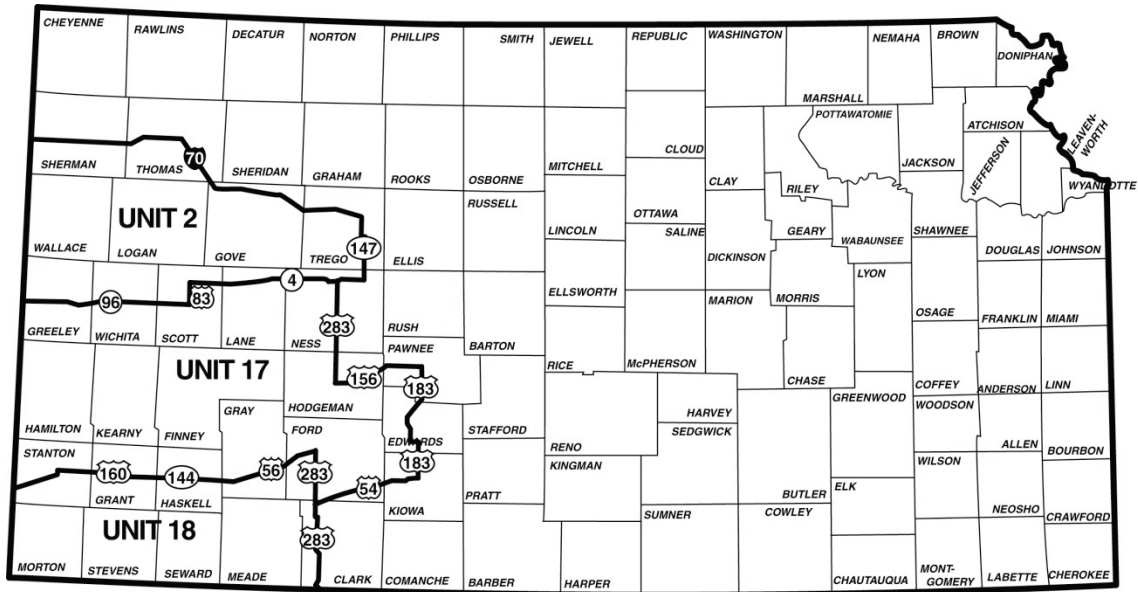 CHEYENNE
RAWLINS
DECATUR
NORTON
PHILLIPS
SMITH
JEWELL
REPUBLIC
WASHINGTON
MARSHALL
NEMAHA
BROWN
DONIPHAN
SHERMAN
THOMAS
70
SHERIDAN
GRAHAM
ROOKS
OSBORNE
MITCHELL
CLOUD
CLAY
RILEY
POTTAWATOMIE
JACKSON
ATCHISON
JEFFERSON
LEAVEN-
WORTH
WYANDOTTE
UNIT 2
WALLACE
LOGAN
GOVE
TREGO
147
ELLIS
RUSSELL
LINCOLN
OTTAWA
SALINE
DICKINSON
GEARY
WABAUNSEE
SHAWNEE
DOUGLAS
JOHNSON
96
83
4
283
GREELEY
WICHITA
SCOTT
LANE
NESS
RUSH
BARTON
ELLSWORTH
RICE
McPHERSON
MARION
MORRIS
CHASE
LYON
OSAGE
FRANKLIN
MIAMI
UNIT 17
156
183
PAWNEE
HAMILTON
KEARNY
FINNEY
GRAY
HODGEMAN
FORD
EDWARDS
STAFFORD
RENO
HARVEY
SEDGWICK
BUTLER
GREENWOOD
COFFEY
ANDERSON
LINN
WOODSON
ALLEN
BOURBON
STANTON
160
144
56
283
54
183
GRANT
HASKELL
KIOWA
PRATT
KINGMAN
ELK
WILSON
NEOSHO
CRAWFORD
UNIT 18
283
MORTON
STEVENS
SEWARD
MEADE
CLARK
COMANCHE
BARBER
HARPER
SUMNER
COWLEY
CHAUTAUQUA
MONT-
GOMERY
LABETTE
CHEROKEE